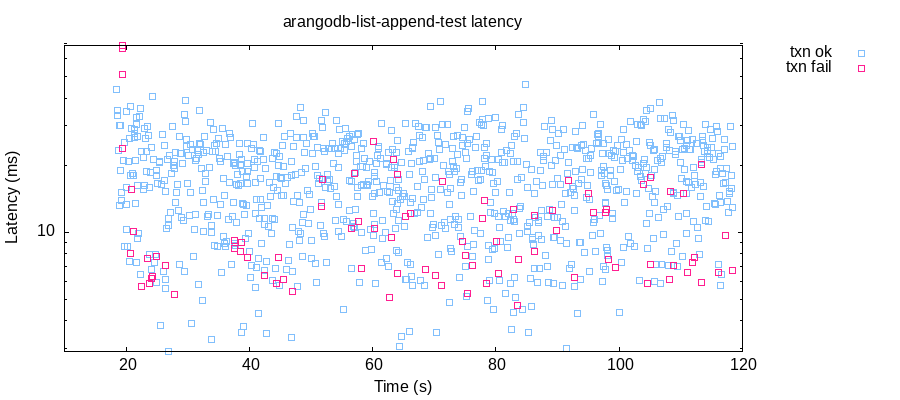 arangodb-list-append-test latency
txn ok
txn fail
Latency (ms)
10
20 40 60 80 100 120
Time (s)